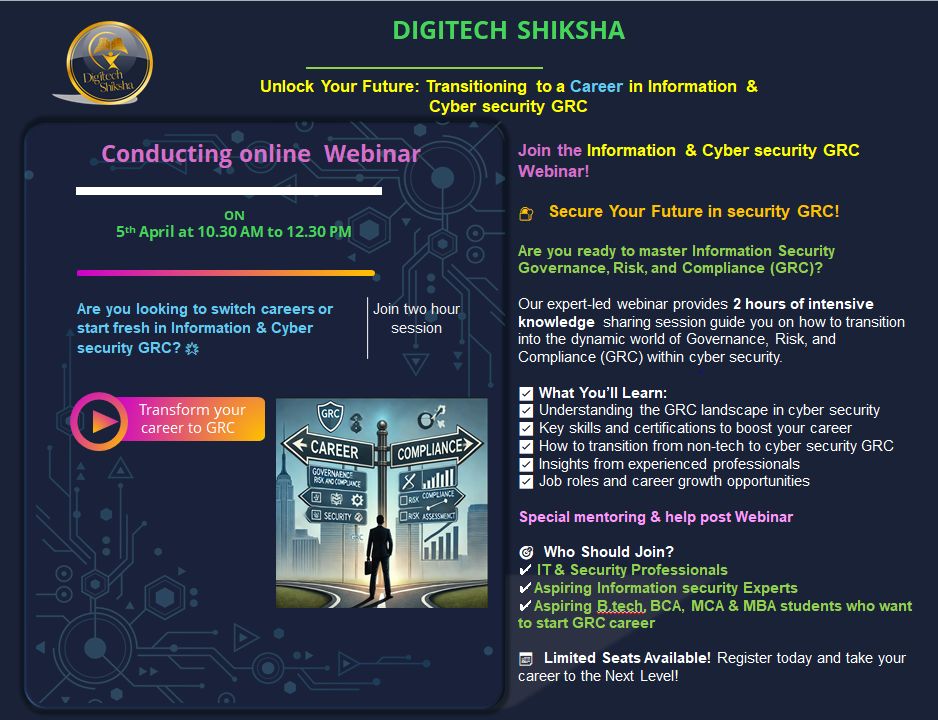 DIGITECH SHIKSHA
Digitech
Shiksha
Unlock Your Future: Transitioning to a Career in Information &
Cyber security GRC
Conducting online Webinar
ON
5th April at 10.30 AM to 12.30 PM
Are you looking to switch careers or
start fresh in Information & Cyber
security GRC?
Join two hour
session
Transform your
career to GRC
GRC
CAREER
COMPLIANCE
GOVERNAENCE
RISK AND COMPLIANCE
SECURITY
RISK COMPLIANCE
RISK ASSESSMENCT
GRC
Join the Information & Cyber security GRC
Webinar!
Secure Your Future in security GRC!
Are you ready to master Information Security
Governance, Risk, and Compliance (GRC)?
Our expert-led webinar provides 2 hours of intensive
knowledge sharing session guide you on how to transition
into the dynamic world of Governance, Risk, and
Compliance (GRC) within cyber security.
☑ What You’ll Learn:
☑ Understanding the GRC landscape in cyber security
☑ Key skills and certifications to boost your career
☑ How to transition from non-tech to cyber security GRC
☑ Insights from experienced professionals
☑ Job roles and career growth opportunities
Special mentoring & help post Webinar
Who Should Join?
✔ IT & Security Professionals
✔ Aspiring Information security Experts
✔ Aspiring B.tech, BCA, MCA & MBA students who want
to start GRC career
Limited Seats Available! Register today and take your
career to the Next Level!